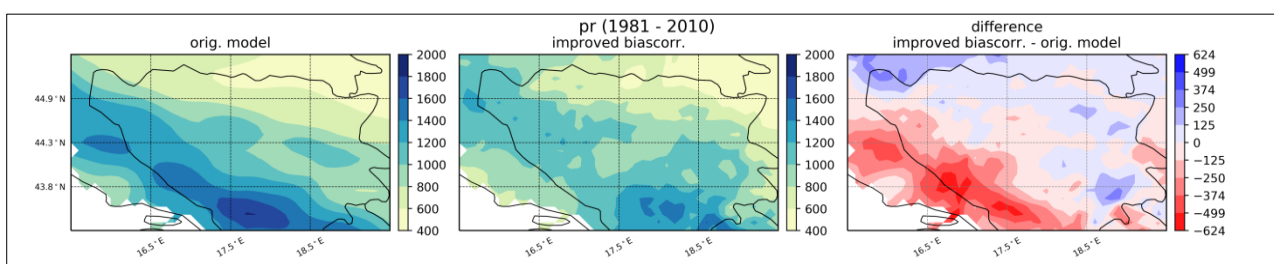 pr (1981 - 2010)
orig. model
improved biascorr.
difference
improved biascorr. - orig. model
44.9°N
44.3°N
43.8°N
16.5°E
17.5°E
18.5°E
2000
1800
1600
1400
1200
1000
800
600
400
16.5°E
17.5°E
18.5°E
2000
1800
1600
1400
1200
1000
800
600
400
16.5°E
17.5°E
18.5°E
624
499
374
250
125
0
−125
−250
−374
−499
−624